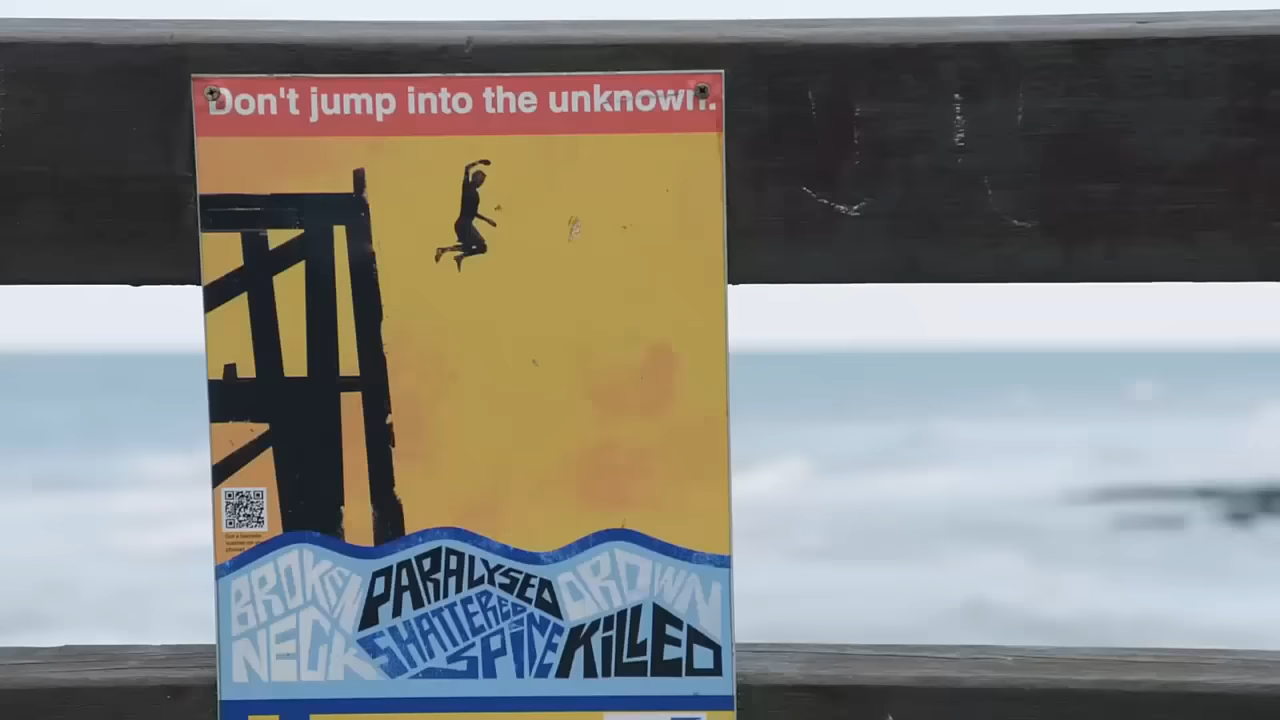 Don't jump into the unknown.
BROKEN
NECK
PARALYSED
SHATTERED
SPINE
DROWN
KILLED